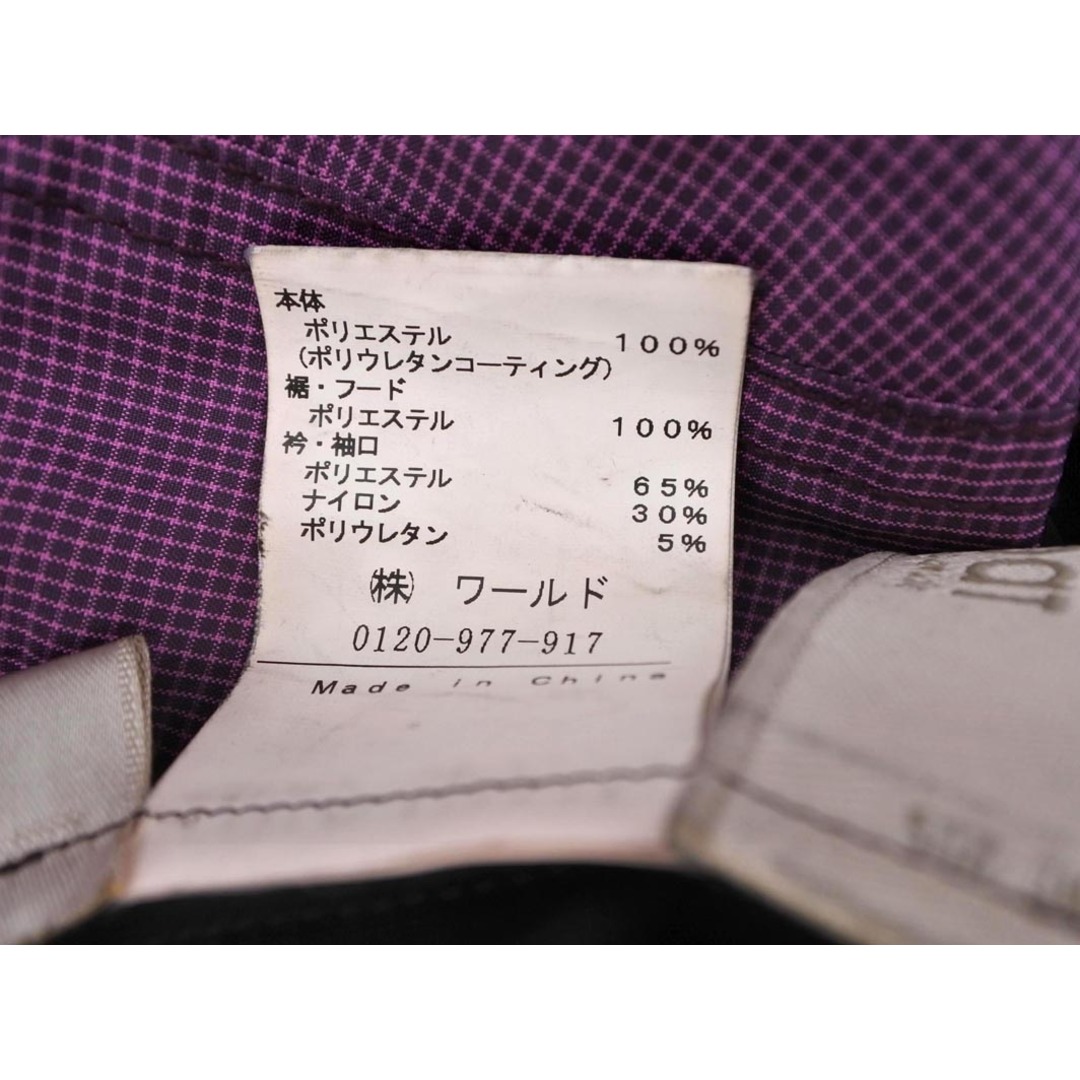 本体
ポリエステル 100%
(ポリウレタンコーティング)
裾・フード
ポリエステル 100%
衿・袖口
ポリエステル 65%
ナイロン 30%
ポリウレタン 5%
(株) ワールド
0120-977-917
Made in China